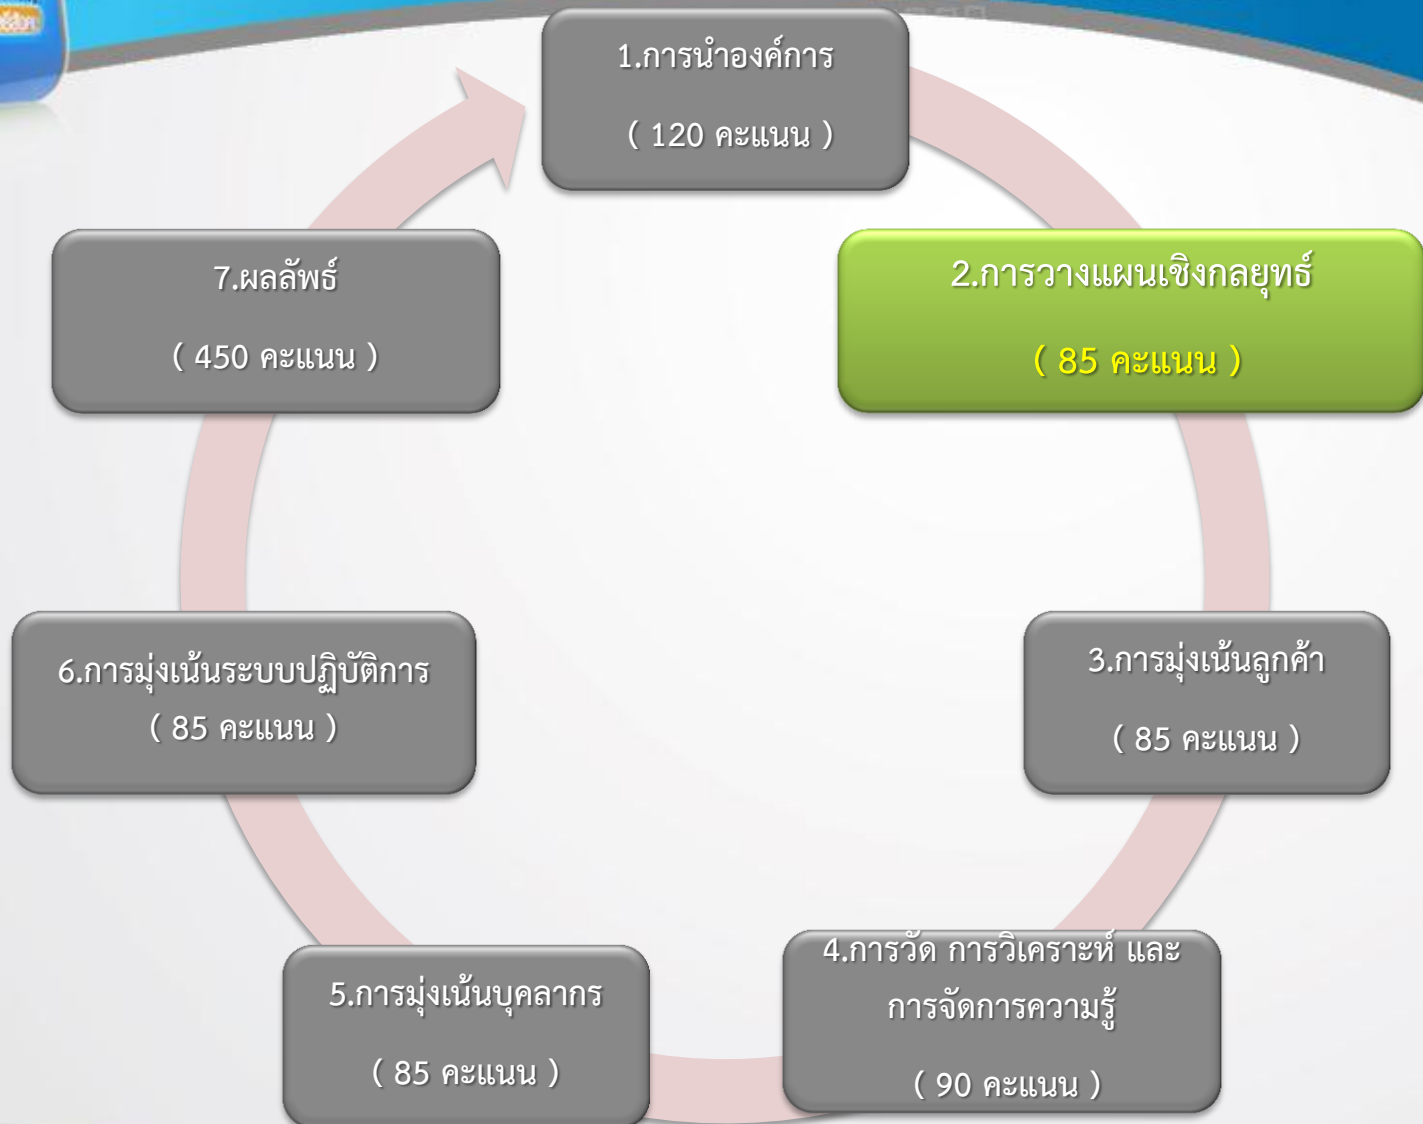 1.การนำองค์การ
( 120 คะแนน )
2.การวางแผนเชิงกลยุทธ์
( 85 คะแนน )
3.การมุ่งเน้นลูกค้า
( 85 คะแนน )
4.การวัด การวิเคราะห์ และ
การจัดการความรู้
( 90 คะแนน )
5.การมุ่งเน้นบุคลากร
( 85 คะแนน )
6.การมุ่งเน้นระบบปฏิบัติการ
( 85 คะแนน )
7.ผลลัพธ์
( 450 คะแนน )